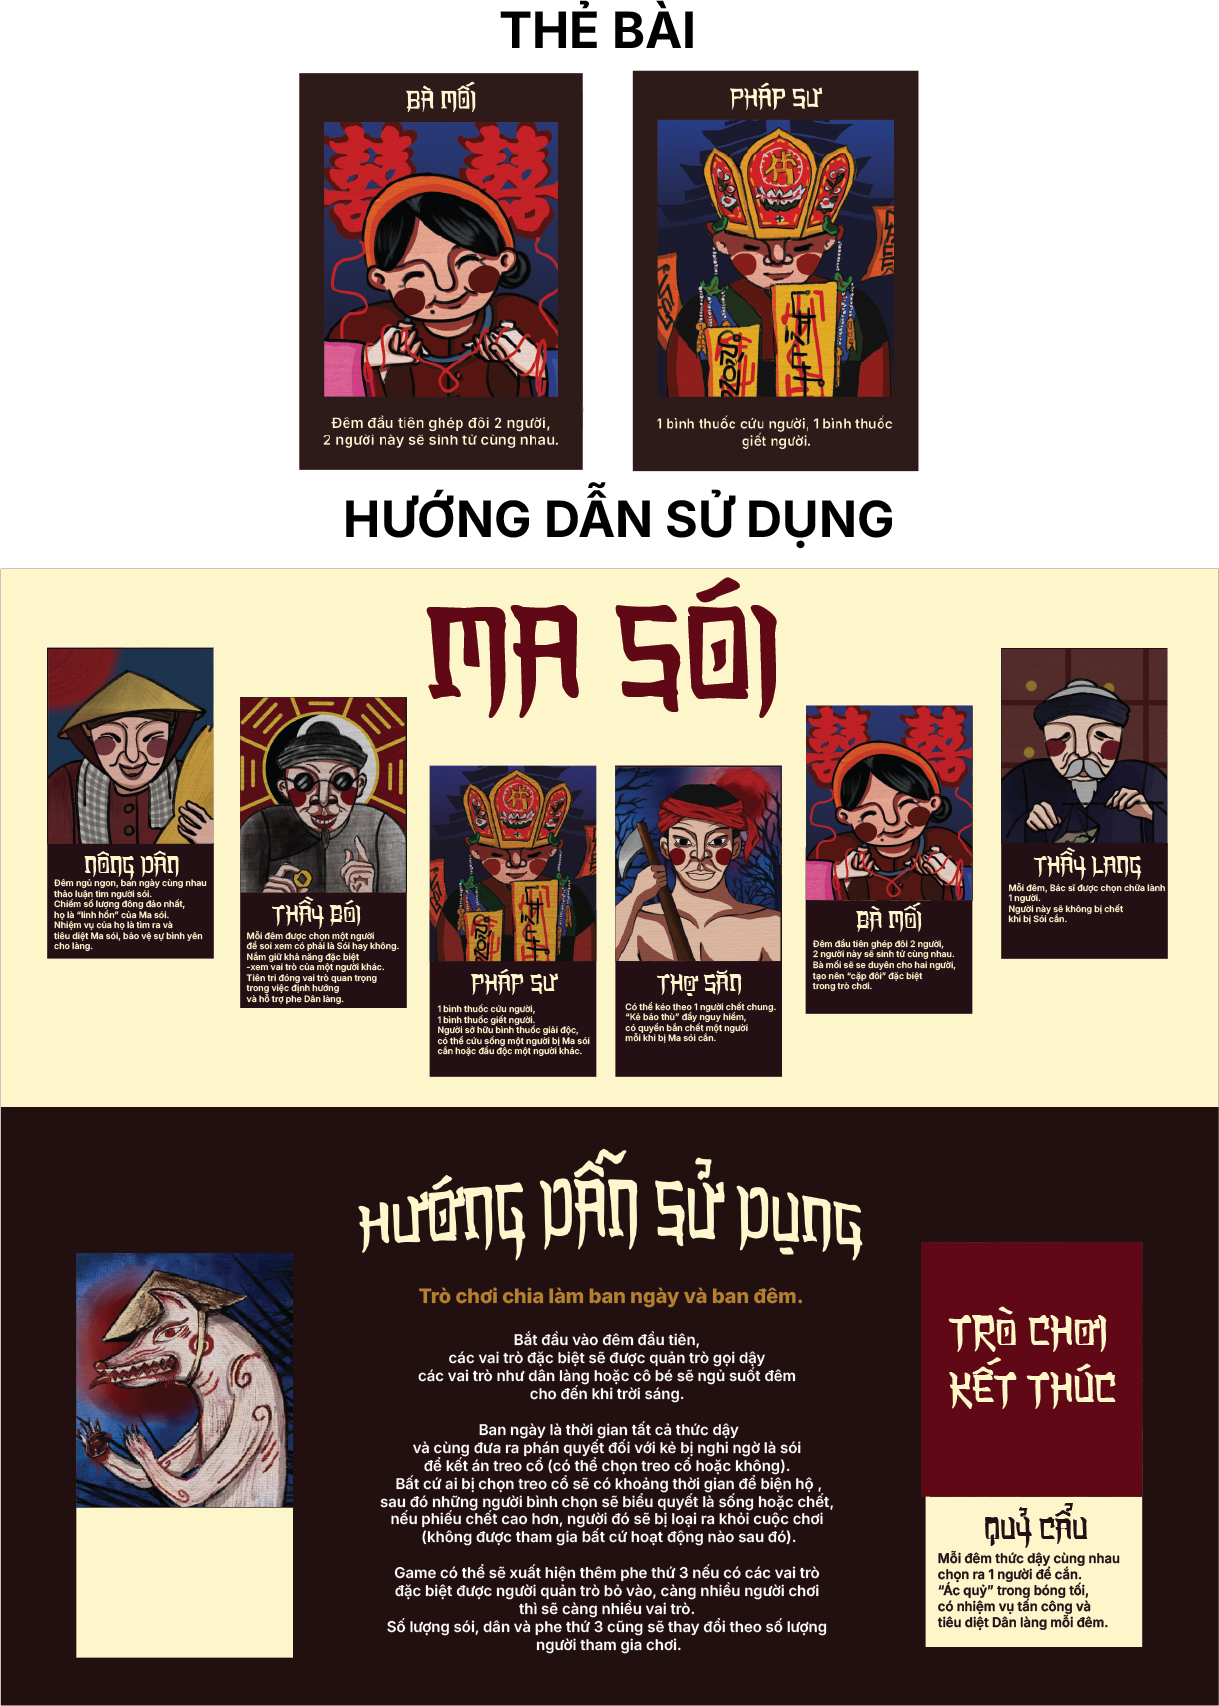 THẺ BÀI
BÀ MỐI
Đêm đầu tiên ghép đôi 2 người,
2 người này sẽ sinh tử cùng nhau.
PHÁP SƯ
1 bình thuốc cứu người, 1 bình thuốc
giết người.
HƯỚNG DẪN SỬ DỤNG
MA SÓI
NÔNG DÂN
Đêm ngủ ngon, ban ngày cùng nhau
thảo luận tìm người sói.
Chiếm số lượng đông đảo nhất,
họ là “linh hồn” của Ma sói.
Nhiệm vụ của họ là tìm ra và
tiêu diệt Ma sói, bảo vệ sự bình yên
cho làng.
THẦY BÓI
Mỗi đêm được chọn một người
để soi xem có phải là Sói hay không.
Nắm giữ khả năng đặc biệt
-xem vai trò của một người khác.
Tiên tri đóng vai trò quan trọng
trong việc định hướng
và hỗ trợ phe Dân làng.
PHÁP SƯ
1 bình thuốc cứu người,
1 bình thuốc giết người.
Người sở hữu bình thuốc giải độc,
có thể cứu sống một người bị Ma sói
cắn hoặc đầu độc một người khác.
THỢ SĂN
Có thể kéo theo 1 người chết chung.
“Kẻ báo thù” đầy nguy hiểm,
có quyền bắn chết một người
mỗi khi bị Ma sói cắn.
BÀ MỐI
Đêm đầu tiên ghép đôi 2 người,
2 người này sẽ sinh tử cùng nhau.
Bà mối sẽ se duyên cho hai người,
tạo nên “cặp đôi” đặc biệt
trong trò chơi.
THẦY LANG
Mỗi đêm, Bác sĩ được chọn chữa lành
1 người.
Người này sẽ không bị chết
khi bị Sói cắn.
HƯỚNG DẪN SỬ DỤNG
Trò chơi chia làm ban ngày và ban đêm.
Bắt đầu vào đêm đầu tiên,
các vai trò đặc biệt sẽ được quản trò gọi dậy
các vai trò như dân làng hoặc cô bé sẽ ngủ suốt đêm
cho đến khi trời sáng.
Ban ngày là thời gian tất cả thức dậy
và cùng đưa ra phán quyết đối với kẻ bị nghi ngờ là sói
để kết án treo cổ (có thể chọn treo cổ hoặc không).
Bất cứ ai bị chọn treo cổ sẽ có khoảng thời gian để biện hộ ,
sau đó những người bình chọn sẽ biểu quyết là sống hoặc chết,
nếu phiếu chết cao hơn, người đó sẽ bị loại ra khỏi cuộc chơi
(không được tham gia bất cứ hoạt động nào sau đó).
Game có thể sẽ xuất hiện thêm phe thứ 3 nếu có các vai trò
đặc biệt được người quản trò bỏ vào, càng nhiều người chơi
thì sẽ càng nhiều vai trò.
Số lượng sói, dân và phe thứ 3 cũng sẽ thay đổi theo số lượng
người tham gia chơi.
TRÒ CHƠI
KẾT THÚC
QUỶ CẨU
Mỗi đêm thức dậy cùng nhau
chọn ra 1 người để cắn.
“Ác quỷ” trong bóng tối,
có nhiệm vụ tấn công và
tiêu diệt Dân làng mỗi đêm.